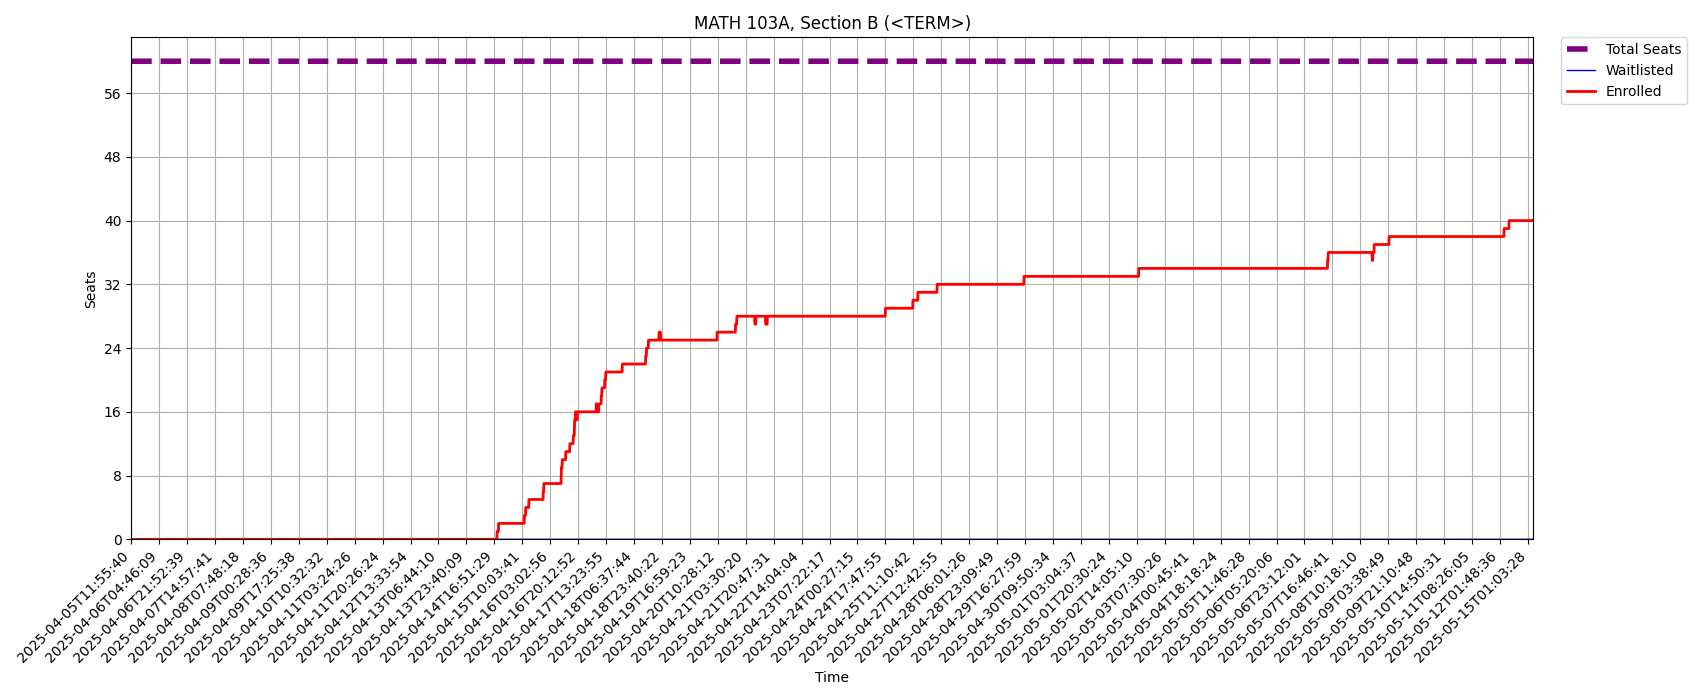 MATH 103A, Section B (<TERM>)
Total Seats
Waitlisted
Enrolled
Seats
56
48
40
32
24
16
8
0
2025-04-05T11:55:40
2025-04-06T04:46:09
2025-04-06T21:52:39
2025-04-07T14:57:41
2025-04-08T07:48:18
2025-04-09T00:28:36
2025-04-09T17:25:38
2025-04-10T10:32:32
2025-04-11T03:24:26
2025-04-11T20:26:24
2025-04-12T13:33:54
2025-04-13T06:44:10
2025-04-13T23:40:09
2025-04-14T16:51:29
2025-04-15T10:03:41
2025-04-16T03:02:56
2025-04-16T20:12:52
2025-04-17T13:23:55
2025-04-18T06:37:44
2025-04-18T23:40:22
2025-04-19T16:59:23
2025-04-20T10:28:12
2025-04-21T03:30:20
2025-04-21T20:47:31
2025-04-22T14:04:04
2025-04-23T07:22:17
2025-04-24T00:27:15
2025-04-24T17:47:55
2025-04-25T11:10:42
2025-04-27T12:42:55
2025-04-28T06:01:26
2025-04-28T23:09:49
2025-04-29T16:27:59
2025-04-30T09:50:34
2025-05-01T03:04:37
2025-05-01T20:30:24
2025-05-02T14:05:10
2025-05-03T07:30:26
2025-05-04T00:45:41
2025-05-04T18:18:24
2025-05-05T11:46:28
2025-05-06T05:20:06
2025-05-06T23:12:01
2025-05-07T16:46:41
2025-05-08T10:18:10
2025-05-09T03:38:49
2025-05-09T21:10:48
2025-05-10T14:50:31
2025-05-11T08:26:05
2025-05-12T01:48:36
2025-05-15T01:03:28
Time